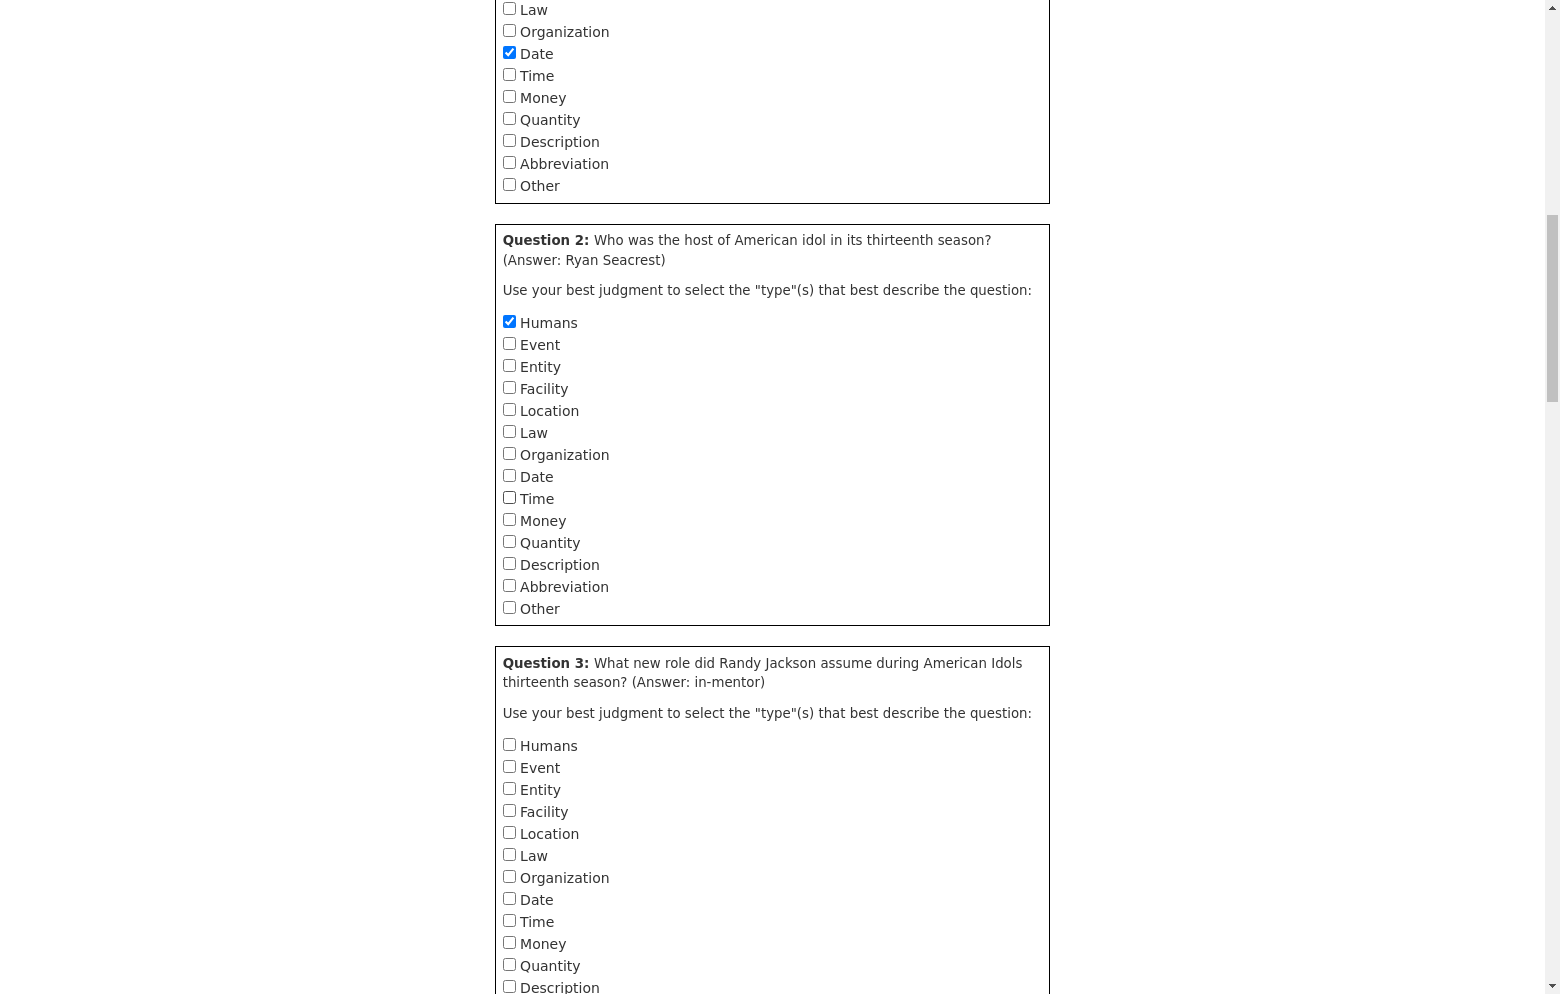 Law
Organization
Date
Time
Money
Quantity
Description
Abbreviation
Other
Question 2: Who was the host of American idol in its thirteenth season?
(Answer: Ryan Seacrest)
Use your best judgment to select the "type"(s) that best describe the question:
Humans
Event
Entity
Facility
Location
Law
Organization
Date
Time
Money
Quantity
Description
Abbreviation
Other
Question 3: What new role did Randy Jackson assume during American Idols
thirteenth season? (Answer: in-mentor)
Use your best judgment to select the "type"(s) that best describe the question:
Humans
Event
Entity
Facility
Location
Law
Organization
Date
Time
Money
Quantity
Description